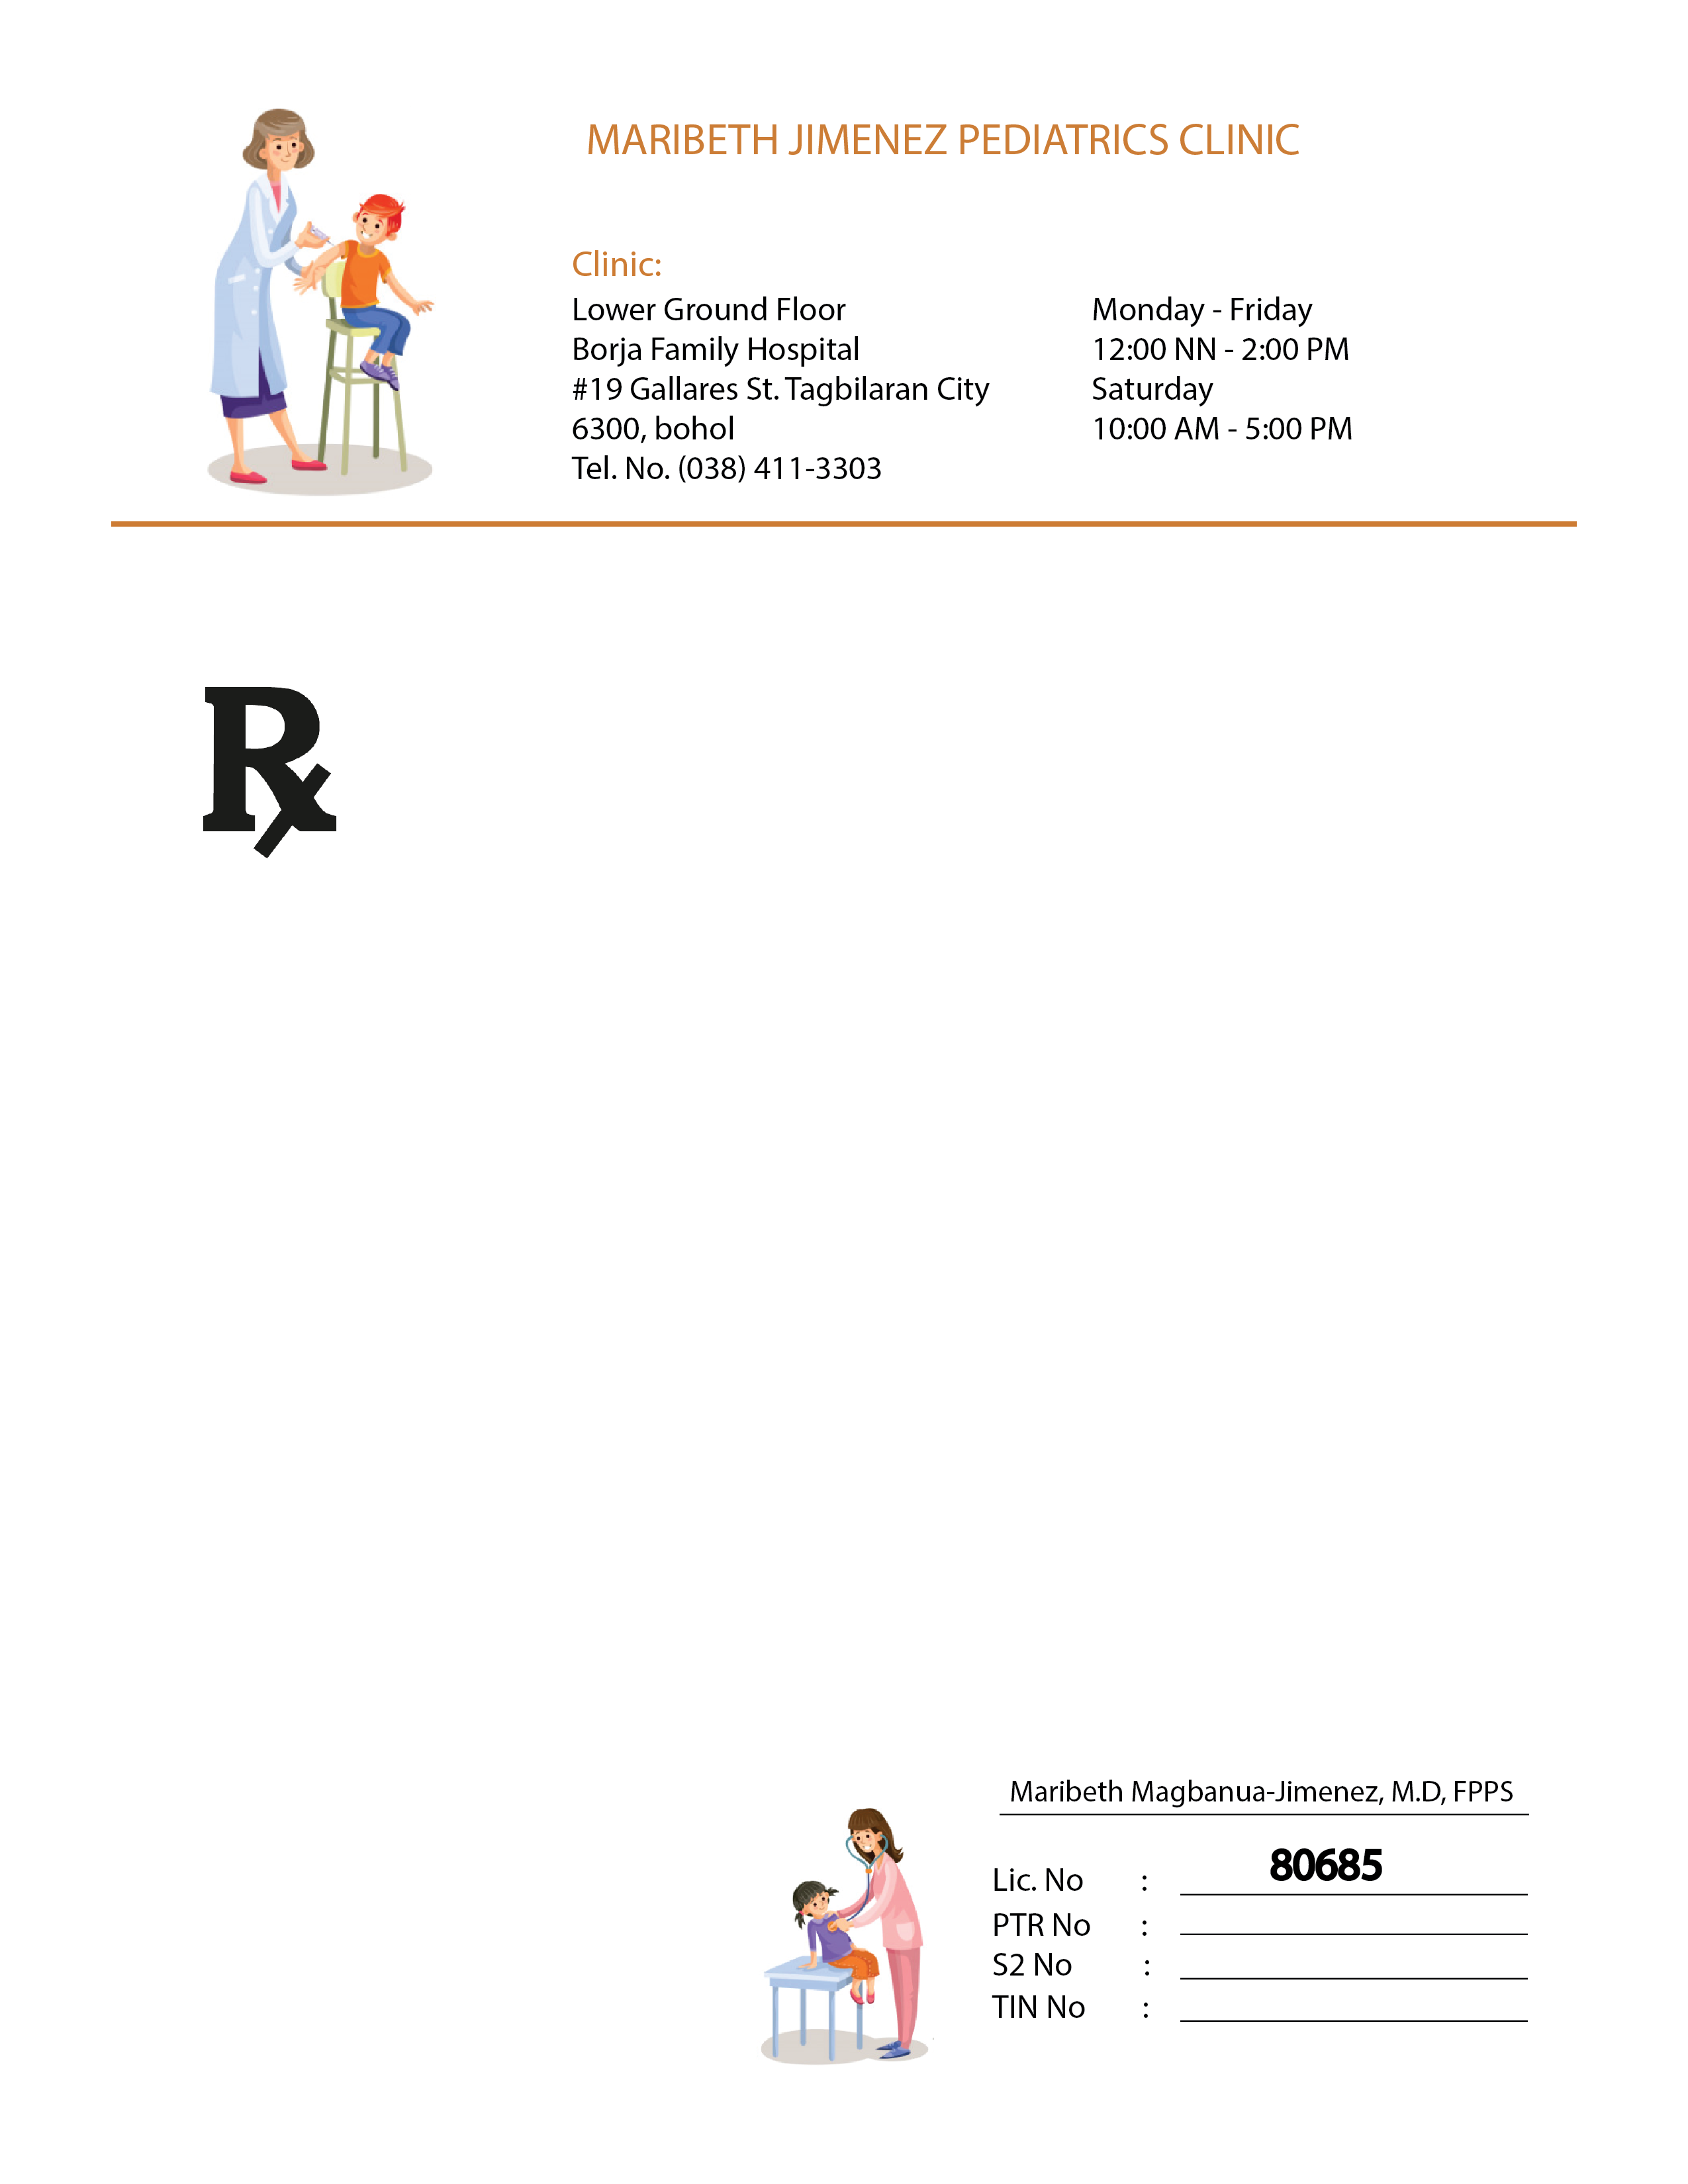 MARIBETH JIMENEZ PEDIATRICS CLINIC
Clinic:
Lower Ground Floor
Borja Family Hospital
#19 Gallares St. Tagbilaran City
6300, bohol
Tel. No. (038) 411-3303
Monday - Friday
12:00 NN - 2:00 PM
Saturday
10:00 AM - 5:00 PM
Rx
Maribeth Magbanua-Jimenez, M.D, FPPS
Lic. No : 80685
PTR No :
S2 No :
TIN No :